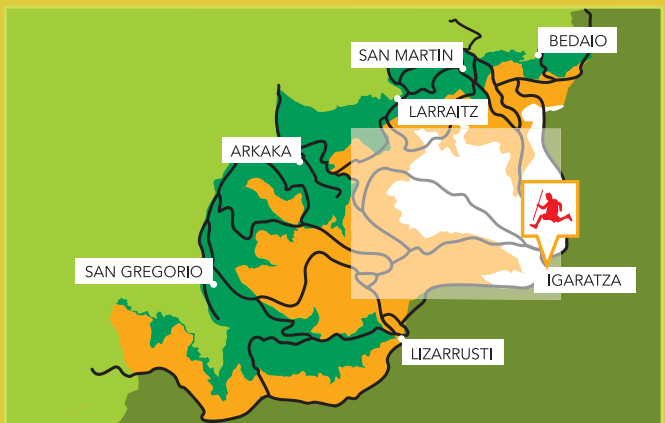 BEDAIO
SAN MARTIN
LARRAITZ
ARKAKA
SAN GREGORIO
IGARATZA
LIZARRUSTI